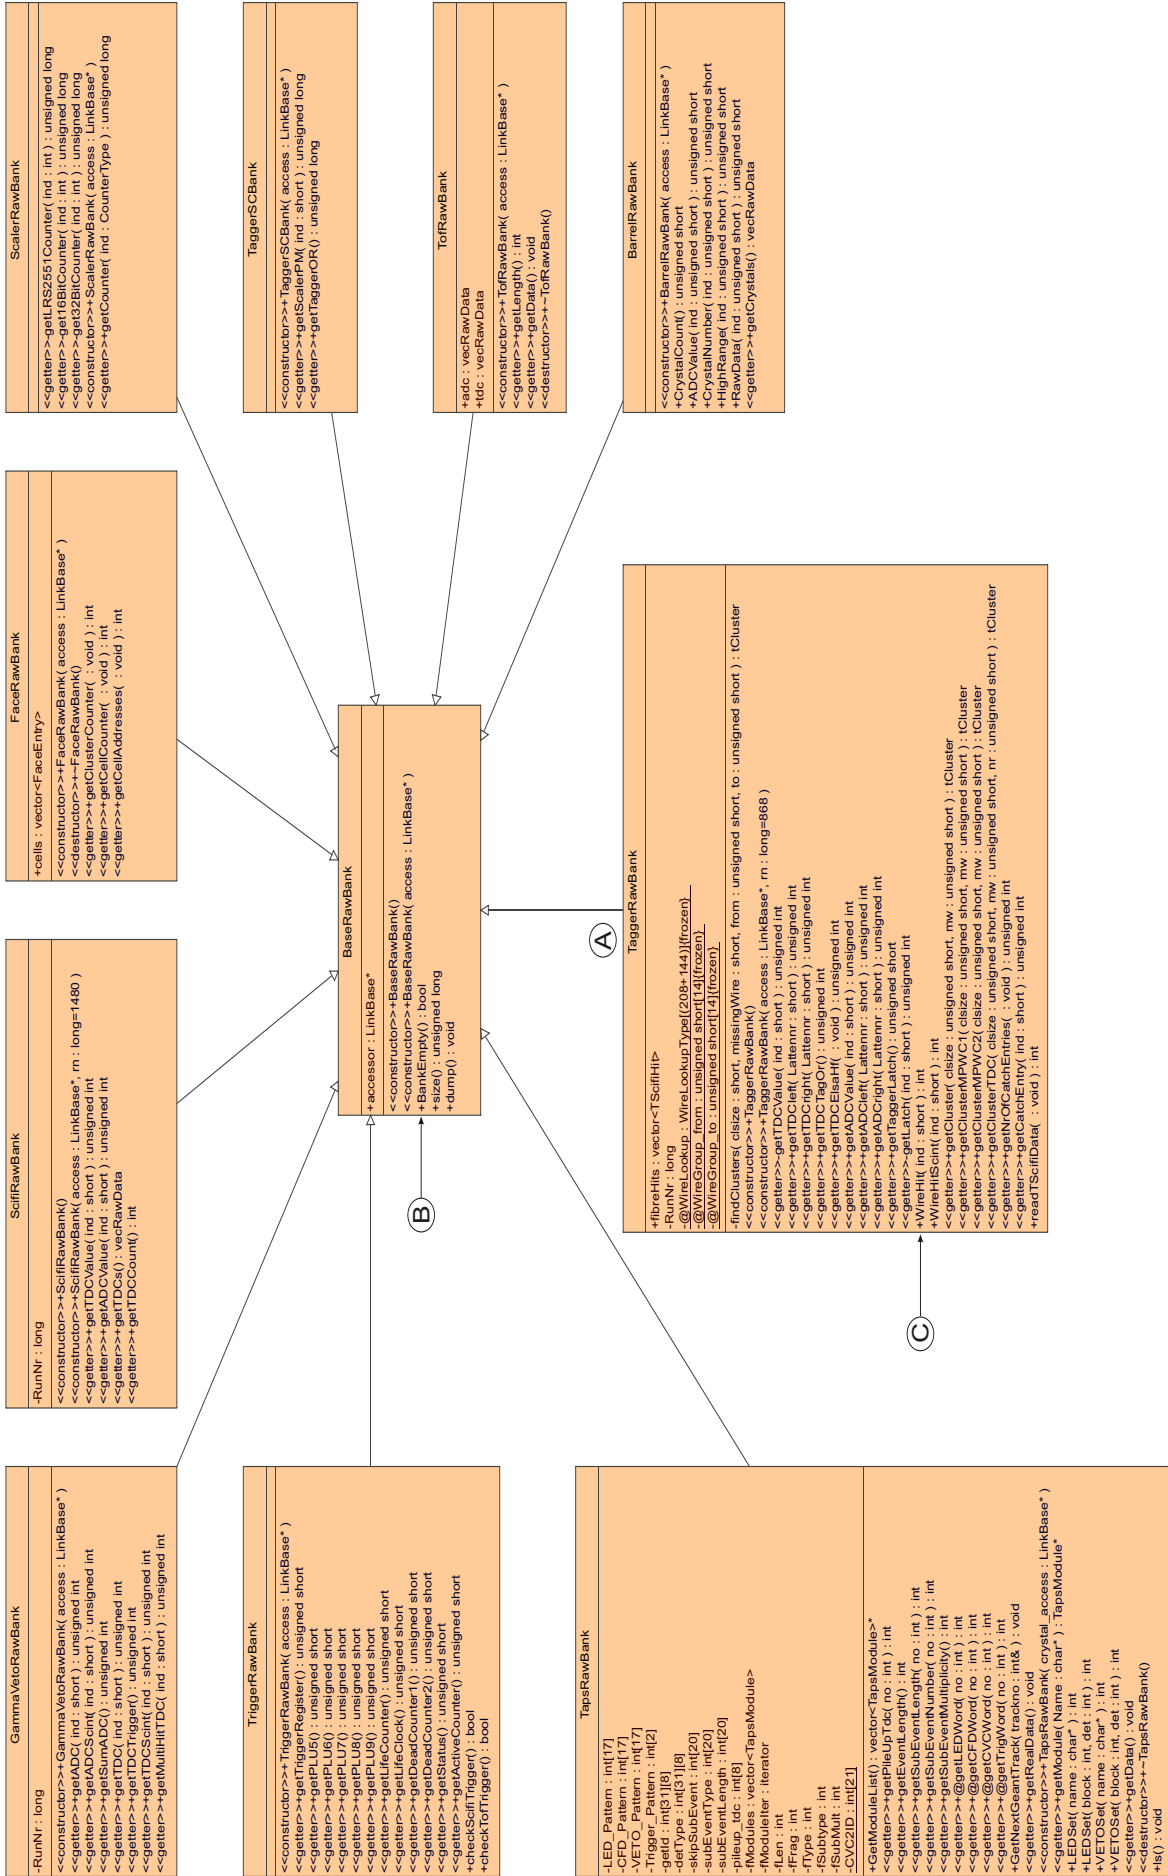 GammaVetoRawBank
-RunNr : long
<<constructor>>+GammaVetoRawBank( access : LinkBase* )
<<getter>>+getADC( ind : short ) : unsigned int
<<getter>>+getADCScint( ind : short ) : unsigned int
<<getter>>+getSumADC() : unsigned int
<<getter>>+getTDC( ind : short ) : unsigned int
<<getter>>+getTDCTrigger() : unsigned int
<<getter>>+getTDCScint( ind : short ) : unsigned int
<<getter>>+getMultiHitTDC( ind : short ) : unsigned int
ScifiRawBank
-RunNr : long
<<constructor>>+ScifiRawBank()
<<constructor>>+ScifiRawBank( access : LinkBase*, rn : long=1480 )
<<getter>>+getTDCValue( ind : short ) : unsigned int
<<getter>>+getADCValue( ind : short ) : unsigned int
<<getter>>+getTDCs() : vecRawData
<<getter>>+getTDCCount() : int
FaceRawBank
+cells : vector<FaceEntry>
<<constructor>>+FaceRawBank( access : LinkBase* )
<<destructor>>+~FaceRawBank()
<<getter>>+getClusterCounter(  : void ) : int
<<getter>>+getCellCounter(  : void ) : int
<<getter>>+getCellAddresses(  : void ) : int
ScalerRawBank
<<getter>>-getLRS2551Counter( ind : int ) : unsigned long
<<getter>>-get16BitCounter( ind : int ) : unsigned long
<<getter>>-get32BitCounter( ind : int ) : unsigned long
<<constructor>>+ScalerRawBank( access : LinkBase* )
<<getter>>+getCounter( ind : CounterType ) : unsigned long
TriggerRawBank
<<constructor>>+TriggerRawBank( access : LinkBase* )
<<getter>>+getTriggerRegister() : unsigned short
<<getter>>+getPLU5() : unsigned short
<<getter>>+getPLU6() : unsigned short
<<getter>>+getPLU7() : unsigned short
<<getter>>+getPLU8() : unsigned short
<<getter>>+getPLU9() : unsigned short
<<getter>>+getLifeCounter() : unsigned short
<<getter>>+getLifeClock() : unsigned short
<<getter>>+getDeadCounter1() : unsigned short
<<getter>>+getDeadCounter2() : unsigned short
<<getter>>+getStatus() : unsigned short
<<getter>>+getActiveCounter() : unsigned short
+checkScifiTrigger() : bool
+checkTofTrigger() : bool
BaseRawBank
+accessor : LinkBase*
<<constructor>>+BaseRawBank()
<<constructor>>+BaseRawBank( access : LinkBase* )
+BankEmpty() : bool
+size() : unsigned long
+dump() : void
B
TaggerSCBank
<<constructor>>+TaggerSCBank( access : LinkBase* )
<<getter>>+getScalerPM( ind : short ) : unsigned long
<<getter>>+getTaggerOR() : unsigned long
TofRawBank
+adc : vecRawData
+tdc : vecRawData
<<constructor>>+TofRawBank( access : LinkBase* )
<<getter>>+getLength() : int
<<getter>>+getData() : void
<<destructor>>+~TofRawBank()
A
TapsRawBank
-LED_Pattern : int[17]
-CFD_Pattern : int[17]
-VETO_Pattern : int[17]
-Trigger_Pattern : int[2]
-getId : int[31][8]
-detType : int[31][8]
-skipSubEvent : int[20]
-subEventType : int[20]
-subEventLength : int[20]
-pileup_tdc : int[8]
-fModules : vector<TapsModule>
-fModuleIter : iterator
-fLen : int
-fFrag : int
-fType : int
-fSubtype : int
-fSubMult : int
-CVC2ID : int[21]
+GetModuleList() : vector<TapsModule>*
<<getter>>+getPileUpTdc( no : int ) : int
<<getter>>+getEventLength() : int
<<getter>>+getSubEventLength( no : int ) : int
<<getter>>+getSubEventNumber( no : int ) : int
<<getter>>+getSubEventMultiplicity() : int
<<getter>>+@getLEDWord( no : int ) : int
<<getter>>+@getCFDWord( no : int ) : int
<<getter>>+@getCVCWord( no : int ) : int
<<getter>>+@getTrigWord( no : int ) : int
+GetNextGeantTrack( trackno : int& ) : void
<<getter>>+getRealData() : void
<<constructor>>+TapsRawBank( crystal_access : LinkBase* )
<<getter>>+getModule( Name : char* ) : TapsModule*
+LEDSet( name : char* ) : int
+LEDSet( block : int, det : int ) : int
+VETOSet( name : char* ) : int
+VETOSet( block : int, det : int ) : int
<<getter>>+getData() : void
<<destructor>>+~TapsRawBank()
+ls() : void
TaggerRawBank
+fibreHits : vector<TScifiHit>
-RunNr : long
-@WireLookup : WireLookupType[(208+144)]{frozen}
-@WireGroup_from : unsigned short[14]{frozen}
-@WireGroup_to : unsigned short[14]{frozen}
-findClusters( clsize : short, missingWire : short, from : unsigned short, to : unsigned short ) : tCluster
<<constructor>>+TaggerRawBank()
<<constructor>>+TaggerRawBank( access : LinkBase*, rn : long=868 )
<<getter>>-getTDCValue( ind : short ) : unsigned int
<<getter>>+getTDCleft( Lattennr : short ) : unsigned int
<<getter>>+getTDCright( Lattennr : short ) : unsigned int
<<getter>>+getTDCTagOr() : unsigned int
<<getter>>+getTDCElsaHf(  : void ) : unsigned int
<<getter>>+getADCValue( ind : short ) : unsigned int
<<getter>>+getADCleft( Lattennr : short ) : unsigned int
<<getter>>+getADCright( Lattennr : short ) : unsigned int
<<getter>>+getTaggerLatch() : unsigned short
<<getter>>-getLatch( ind : short ) : unsigned int
+WireHit( ind : short ) : int
+WireHitScint( ind : short ) : int
<<getter>>+getCluster( clsize : unsigned short, mw : unsigned short ) : tCluster
<<getter>>+getClusterMPWC1( clsize : unsigned short, mw : unsigned short ) : tCluster
<<getter>>+getClusterMPWC2( clsize : unsigned short, mw : unsigned short ) : tCluster
<<getter>>+getClusterTDC( clsize : unsigned short, mw : unsigned short, nr : unsigned short ) : tCluster
<<getter>>+getNrOfCatchEntries(  : void ) : unsigned int
<<getter>>+getCatchEntry( ind : short ) : unsigned int
+readTScifiData(  : void ) : int
C
BarrelRawBank
<<constructor>>+BarrelRawBank( access : LinkBase* )
+CrystalCount() : unsigned short
+ADCValue( ind : unsigned short ) : unsigned short
+CrystalNumber( ind : unsigned short ) : unsigned short
+HighRange( ind : unsigned short ) : unsigned short
+RawData( ind : unsigned short ) : unsigned short
<<getter>>+getCrystals() : vecRawData